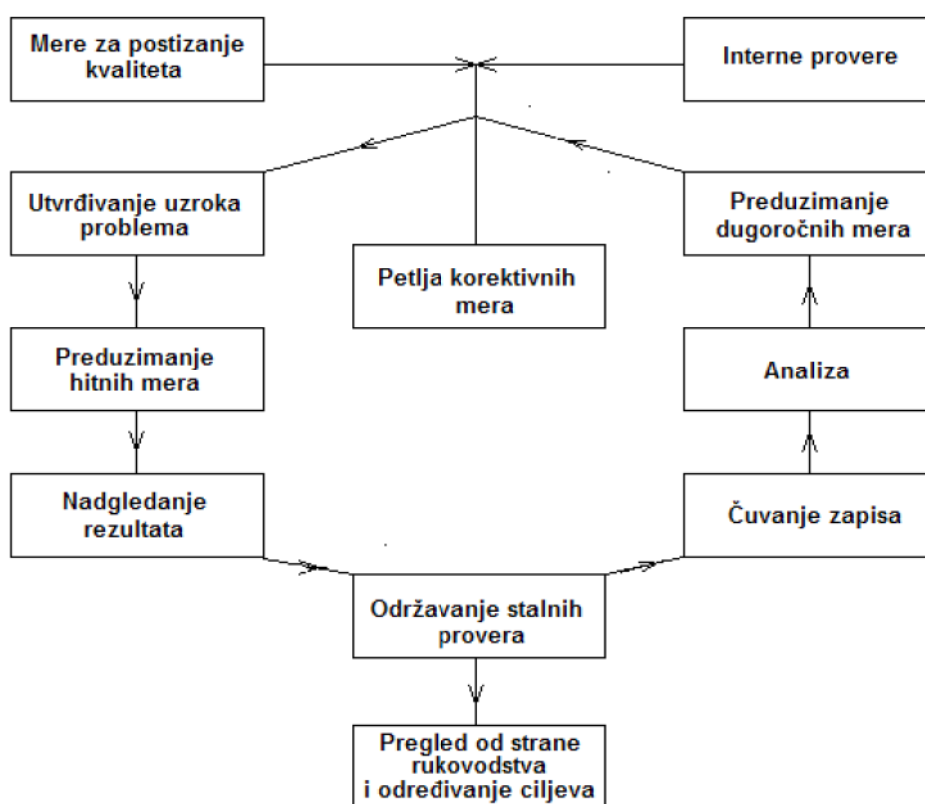 Mere za postizanje
kvaliteta
Interne provere
Utvrđivanje uzroka
problema
Preduzimanje
dugoročnih mera
Petlja korektivnih
mera
Preduzimanje
hitnih mera
Analiza
Nadgledanje
rezultata
Čuvanje zapisa
Održavanje stalnih
provera
Pregled od strane
rukovodstva
i određivanje ciljeva